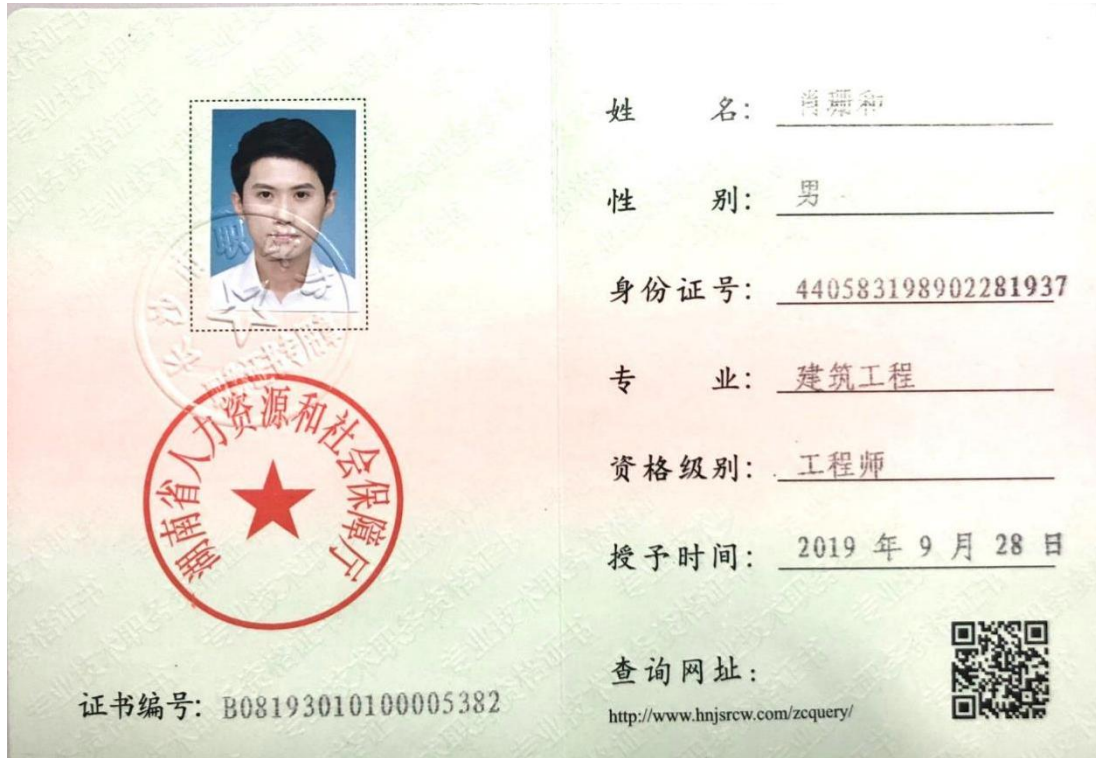 湖南省人力资源和社会保障厅
证书编号: B08193010100005382
姓 名:
性 别: 男
身份证号: 440583198902281937
专 业: 建筑工程
资格级别: 工程师
授予时间: 2019 年 9 月 28 日
查询网址:
http://www.hnjsrcw.com/zcquery/